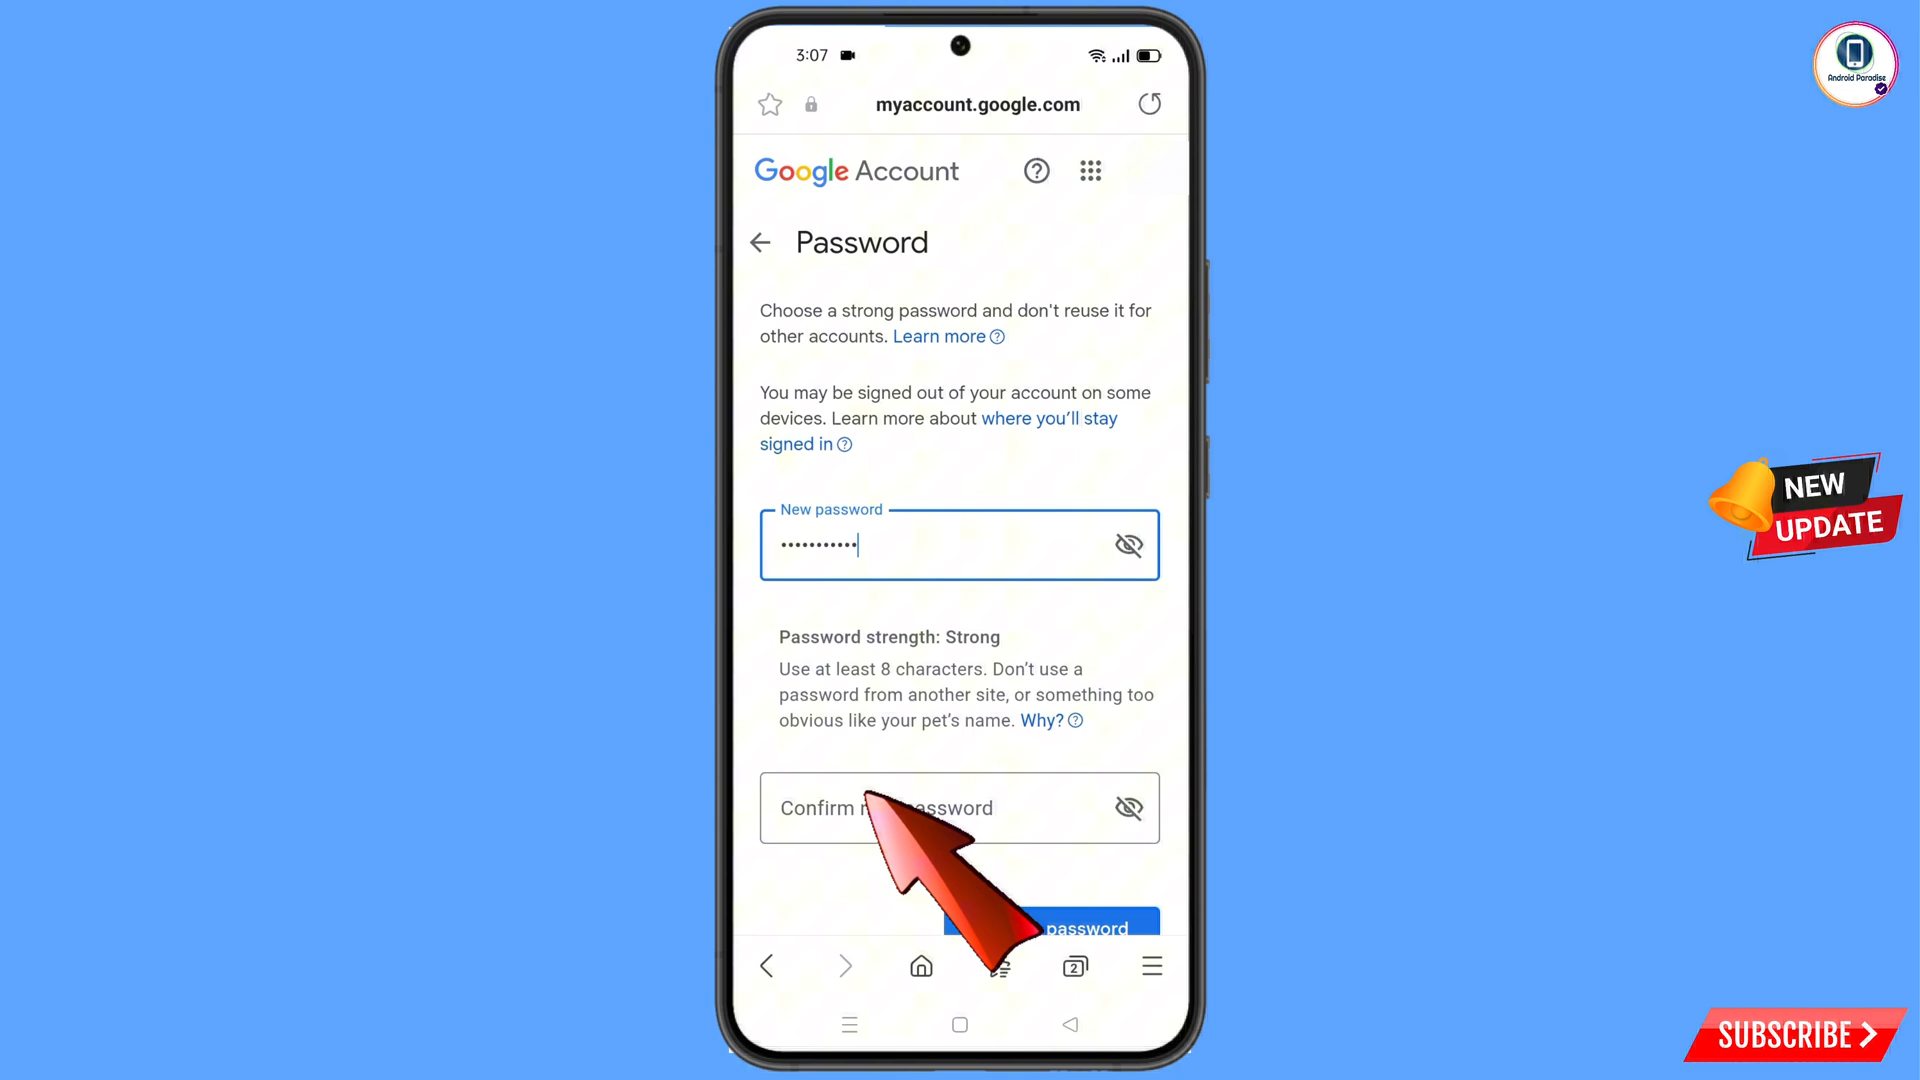 3:07
myaccount.google.com
Google Account
Password
Choose a strong password and don't reuse it for
other accounts. Learn more
You may be signed out of your account on some
devices. Learn more about where you'll stay
signed in
New password
•••••••••••
Password strength: Strong
Use at least 8 characters. Don't use a
password from another site, or something too
obvious like your pet's name. Why?
Confirm password
password
2
Android Paradise
NEW
UPDATE
SUBSCRIBE